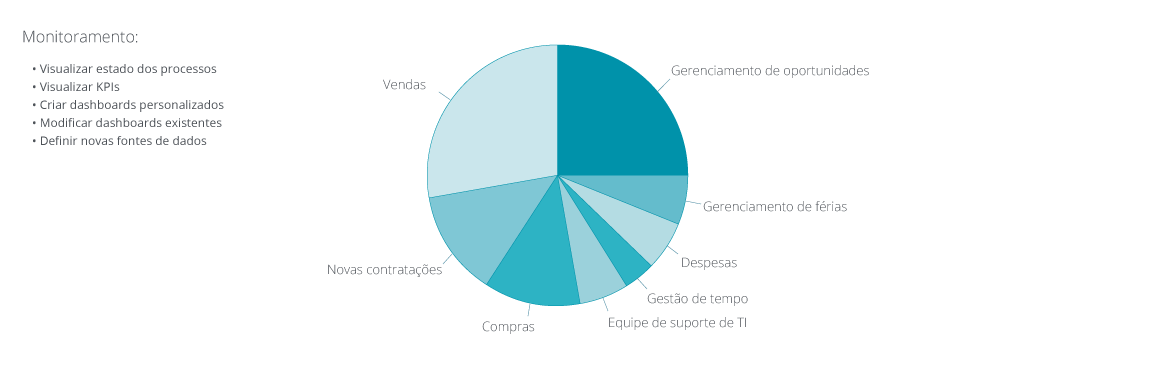 Monitoramento:
• Visualizar estado dos processos
• Visualizar KPIs
• Criar dashboards personalizados
• Modificar dashboards existentes
• Definir novas fontes de dados
Gerenciamento de oportunidades
Vendas
Gerenciamento de férias
Despesas
Novas contratações
Gestão de tempo
Equipe de suporte de TI
Compras